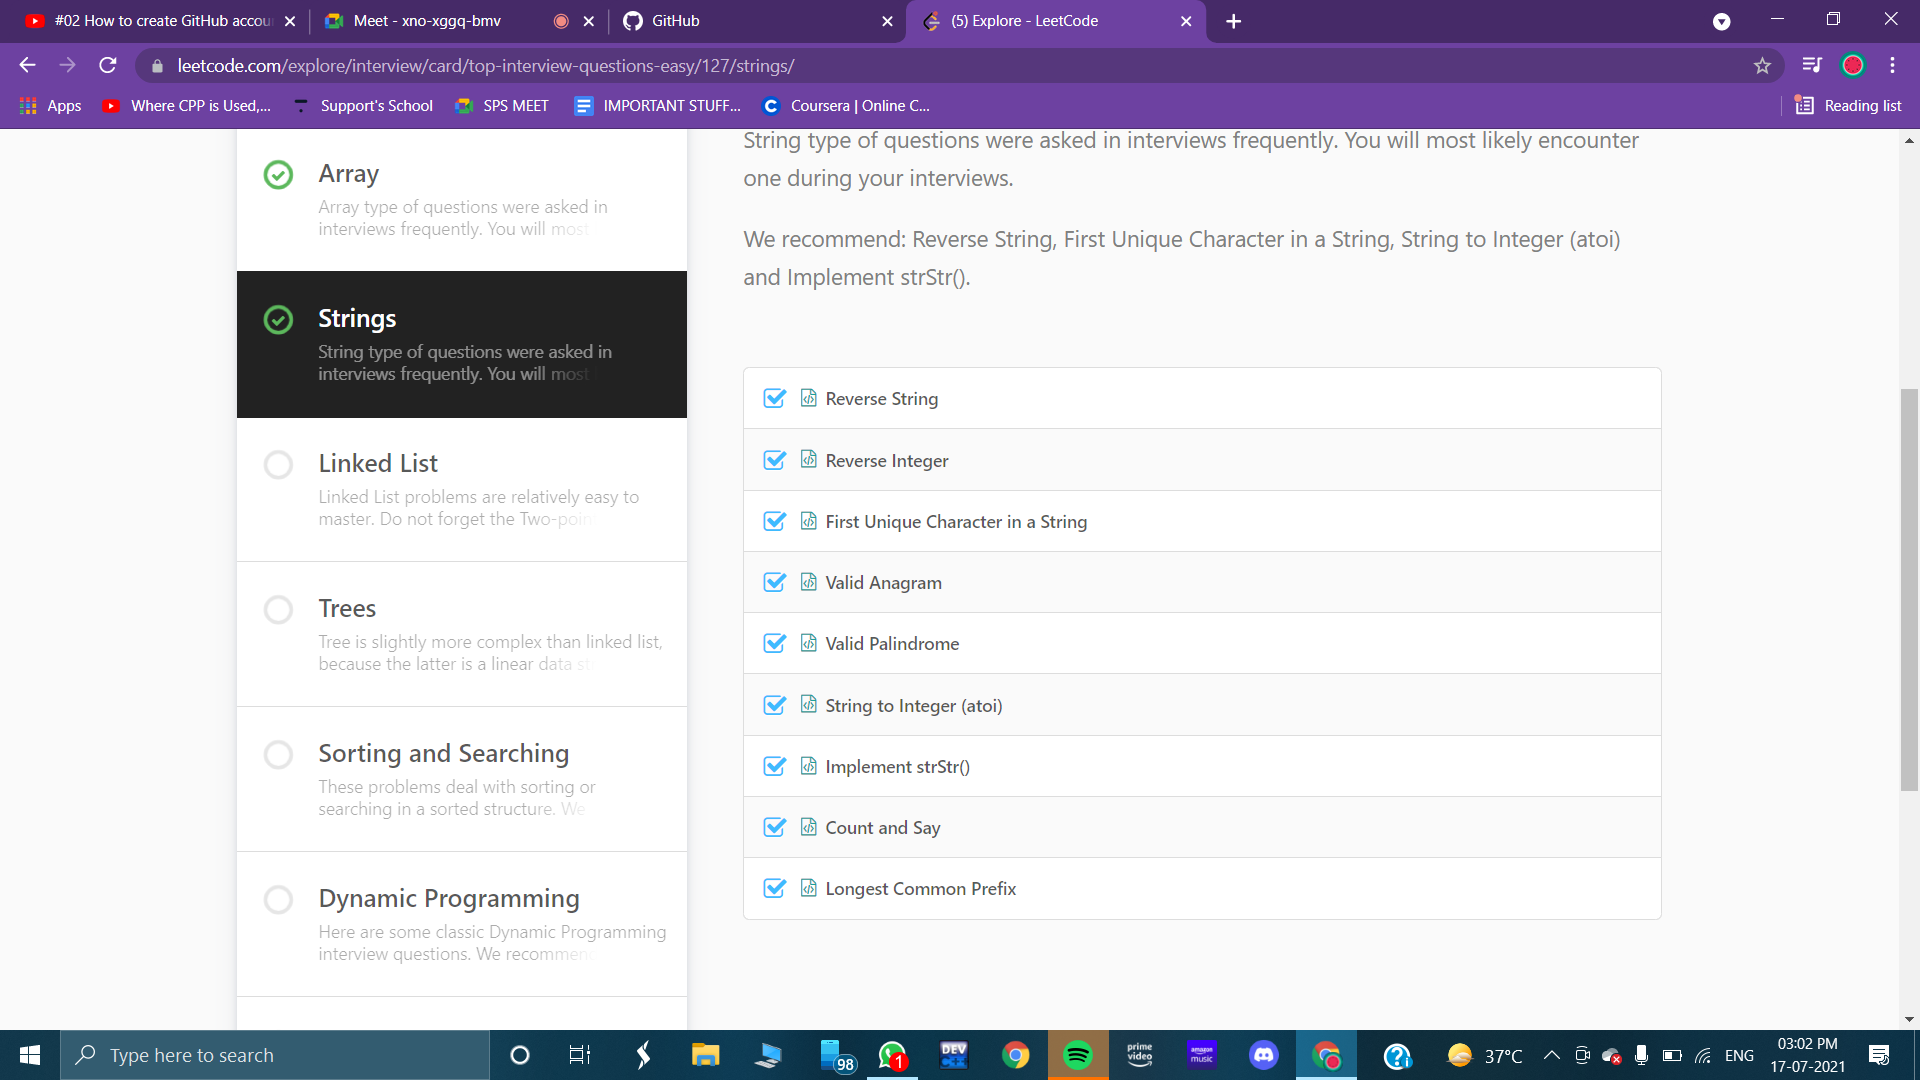 #02 How to create GitHub accou
Meet - xno-xggq-bmv
GitHub
(5) Explore - LeetCode
leetcode.com/explore/interview/card/top-interview-questions-easy/127/strings/
Apps
Where CPP is Used,...
Support's School
SPS MEET
IMPORTANT STUFF...
Coursera | Online C...
Reading list
Array
Array type of questions were asked in
interviews frequently. You will most
Strings
String type of questions were asked in
interviews frequently. You will most
Linked List
Linked List problems are relatively easy to
master. Do not forget the Two-poin
Trees
Tree is slightly more complex than linked list,
because the latter is a linear data st
Sorting and Searching
These problems deal with sorting or
searching in a sorted structure. We
Dynamic Programming
Here are some classic Dynamic Programming
interview questions. We recommen
String type of questions were asked in interviews frequently. You will most likely encounter
one during your interviews.
We recommend: Reverse String, First Unique Character in a String, String to Integer (atoi)
and Implement strStr().
Reverse String
Reverse Integer
First Unique Character in a String
Valid Anagram
Valid Palindrome
String to Integer (atoi)
Implement strStr()
Count and Say
Longest Common Prefix
Type here to search
98
1
DEV
C++
prime
video
amazon
music
37°C
ENG
03:02 PM
17-07-2021